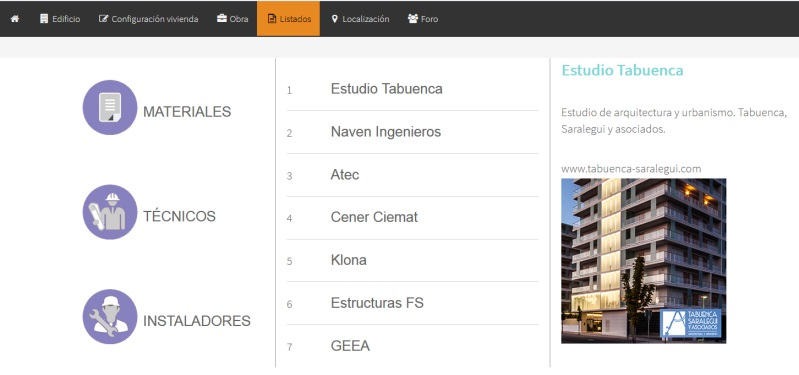 Edificio
Configuración vivienda
Obra
Listados
Localización
Foro
MATERIALES
TÉCNICOS
INSTALADORES
1 Estudio Tabuenca
2 Naven Ingenieros
3 Atec
4 Cener Ciemat
5 Klona
6 Estructuras FS
7 GEEA
Estudio Tabuenca
Estudio de arquitectura y urbanismo. Tabuenca,
Saralegui y asociados.
www.tabuenca-saralegui.com
TABUENCA
SARALEGUI
Y ASOCIADOS